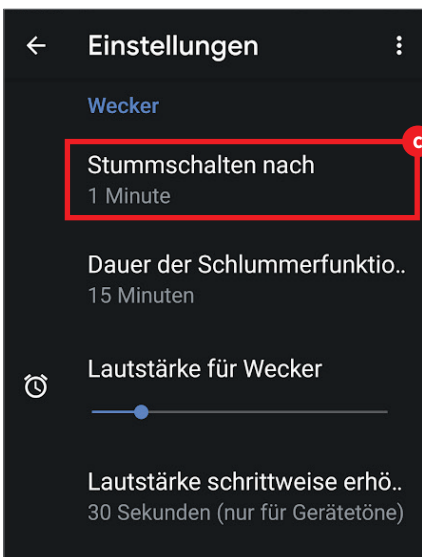 Einstellungen
Wecker
Stummschalten nach
1 Minute
Dauer der Schlummerfunktio..
15 Minuten
Lautstärke für Wecker
Lautstärke schrittweise erhö..
30 Sekunden (nur für Gerätetöne)